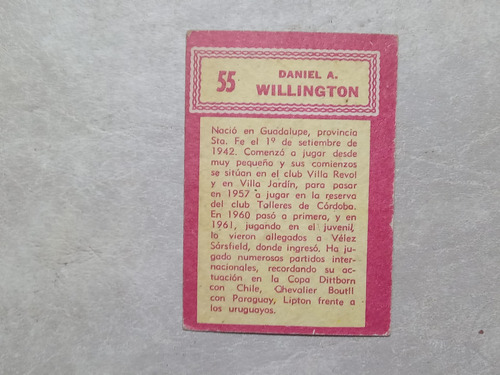 55
DANIEL A.
WILLINGTON
Nació en Guadalupe, provincia
Sta. Fe el 1º de setiembre de
1942. Comenzó a jugar desde
muy pequeño y sus comienzos
se sitúan en el club Villa Revol
y en Villa Jardín, para pasar
en 1957 a jugar en la reserva
del club Talleres de Córdoba.
En 1960 pasó a primera, y en
1961, jugando en el juvenil,
lo vieron allegados a Vélez
Sársfield, donde ingresó. Ha ju-
gado numerosos partidos inter-
nacionales, recordando su ac-
tuación en la Copa Dittborn
con Chile, Chevalier Boutll
con Paraguay, Lipton frente a
los uruguayos.